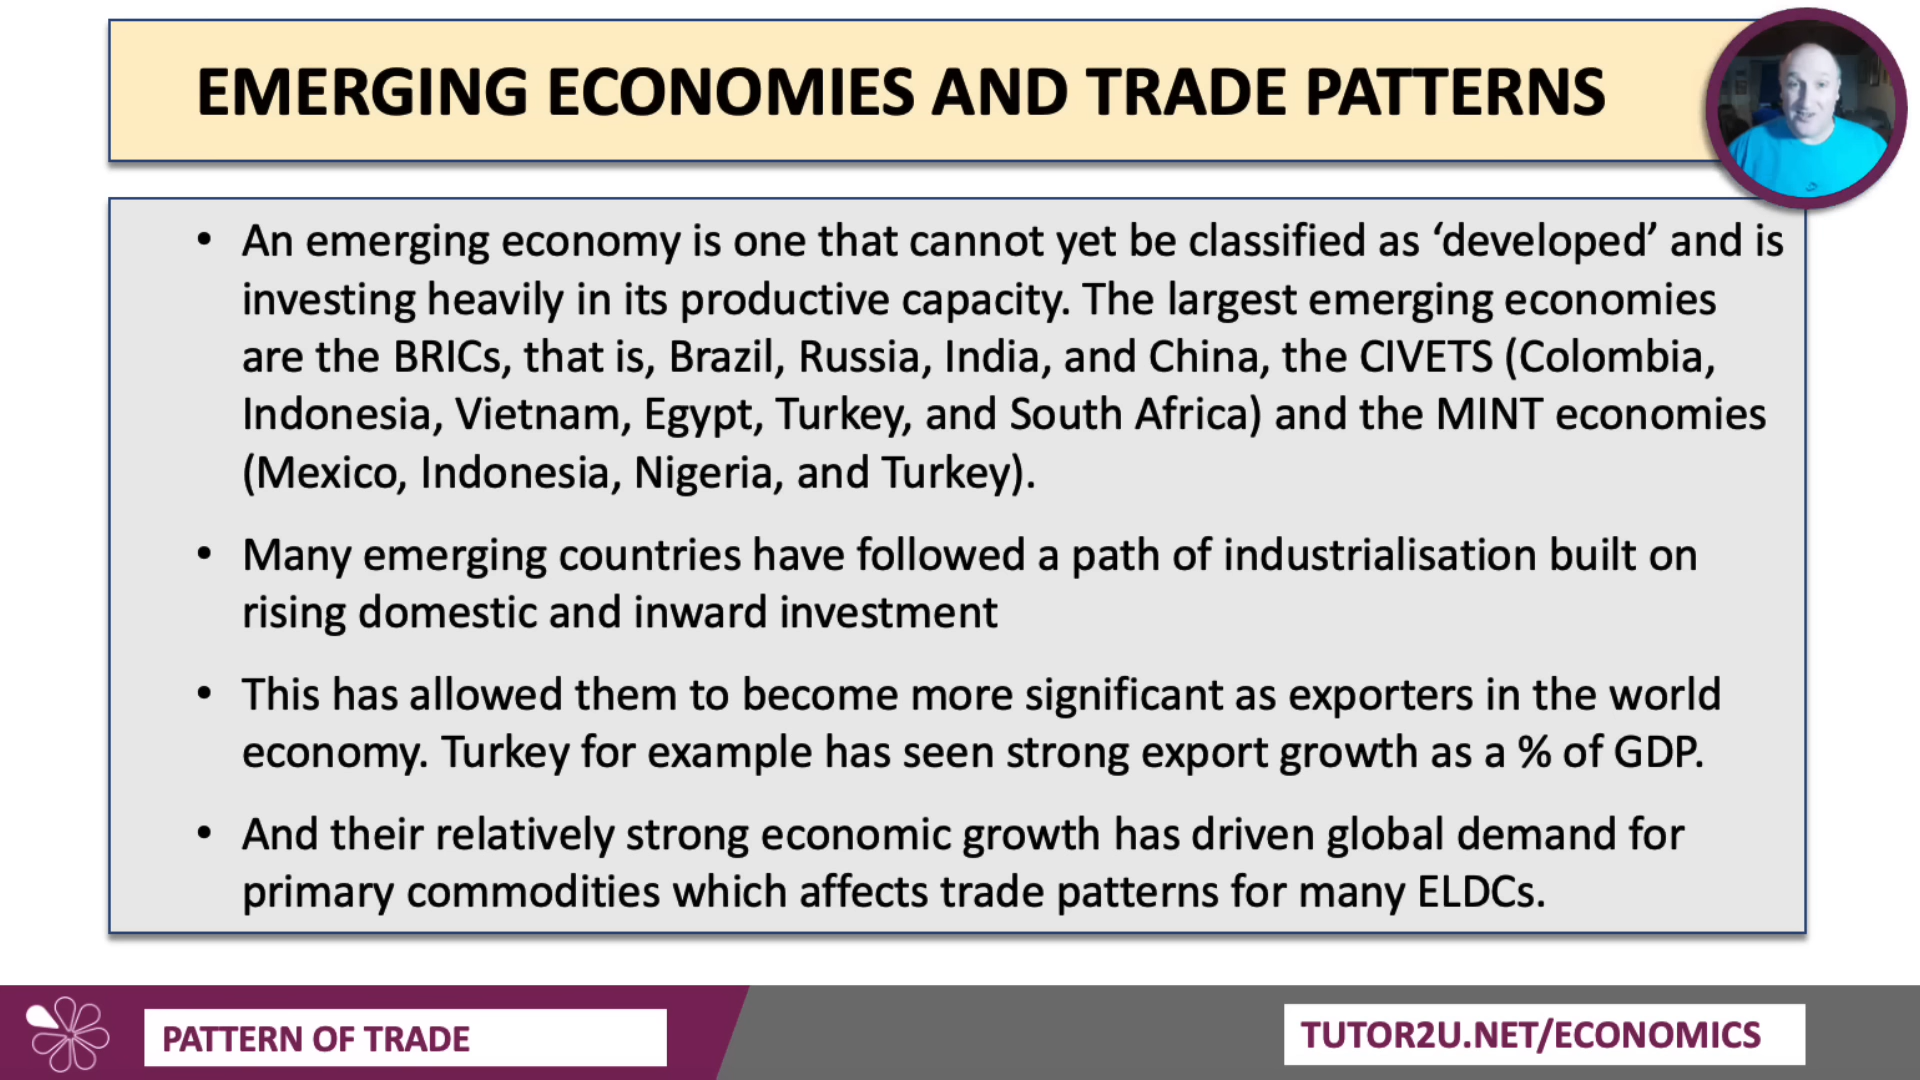 EMERGING ECONOMIES AND TRADE PATTERNS
• An emerging economy is one that cannot yet be classified as ‘developed’ and is
investing heavily in its productive capacity. The largest emerging economies
are the BRICs, that is, Brazil, Russia, India, and China, the CIVETS (Colombia,
Indonesia, Vietnam, Egypt, Turkey, and South Africa) and the MINT economies
(Mexico, Indonesia, Nigeria, and Turkey).
• Many emerging countries have followed a path of industrialisation built on
rising domestic and inward investment
• This has allowed them to become more significant as exporters in the world
economy. Turkey for example has seen strong export growth as a % of GDP.
• And their relatively strong economic growth has driven global demand for
primary commodities which affects trade patterns for many ELDCs.
PATTERN OF TRADE
TUTOR2U.NET/ECONOMICS